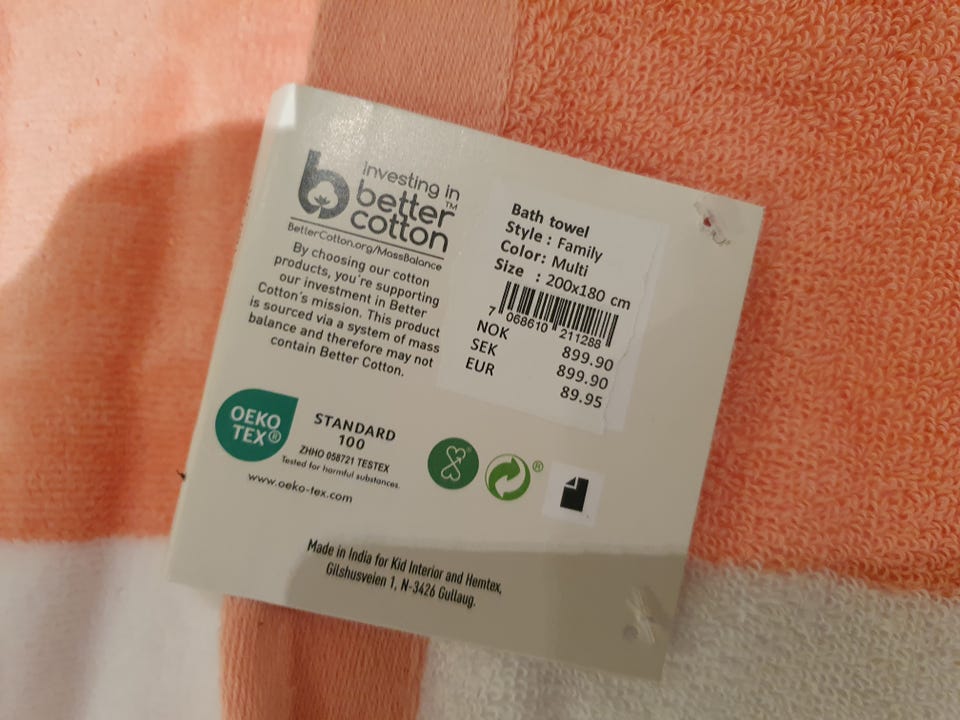 investing in
better™
cotton
BetterCotton.org/MassBalance
By choosing our cotton
products, you're supporting
our investment in Better
Cotton's mission. This product
is sourced via a system of mass
balance and therefore may not
contain Better Cotton.
Bath towel
Style : Family
Color: Multi
Size : 200x180 cm
7 068610 211288
NOK 899.90
SEK 899.90
EUR 89.95
OEKO
TEX®
STANDARD
100
ZHHO 058721 TESTEX
Tested for harmful substances.
www.oeko-tex.com
®
Made in India for Kid Interior and Hemtex,
Gilshusveien 1, N-3426 Gullaug.